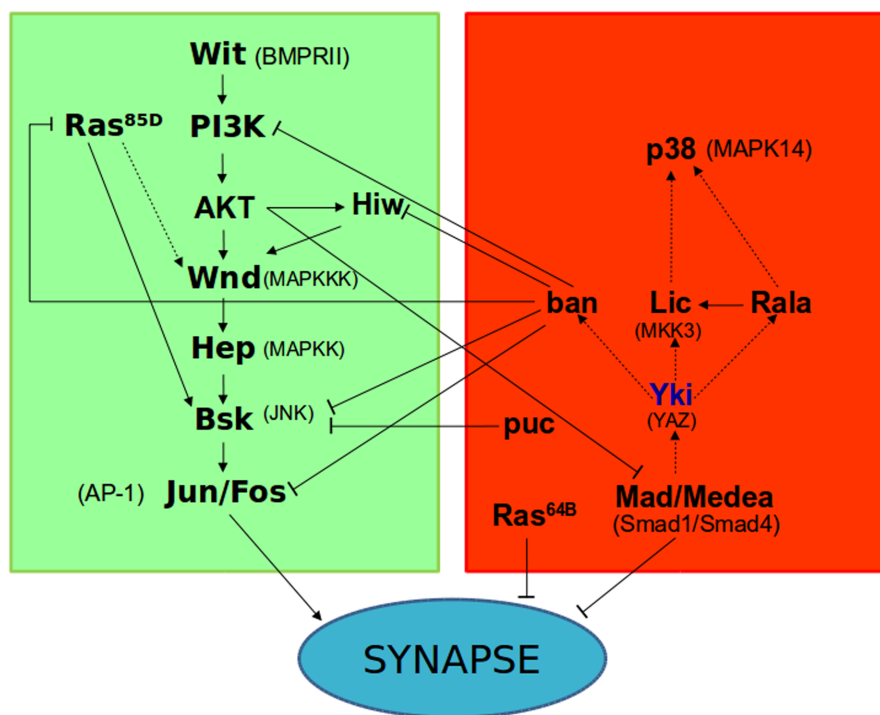 Wit (BMPRII)
Ras85D
PI3K
AKT
Hiw
Wnd (MAPKKK)
Hep (MAPKK)
Bsk (JNK)
(AP-1) Jun/Fos
p38 (MAPK14)
ban
Lic
(MKK3)
Rala
Yki
(YAZ)
puc
Ras64B
Mad/Medea
(Smad1/Smad4)
SYNAPSE